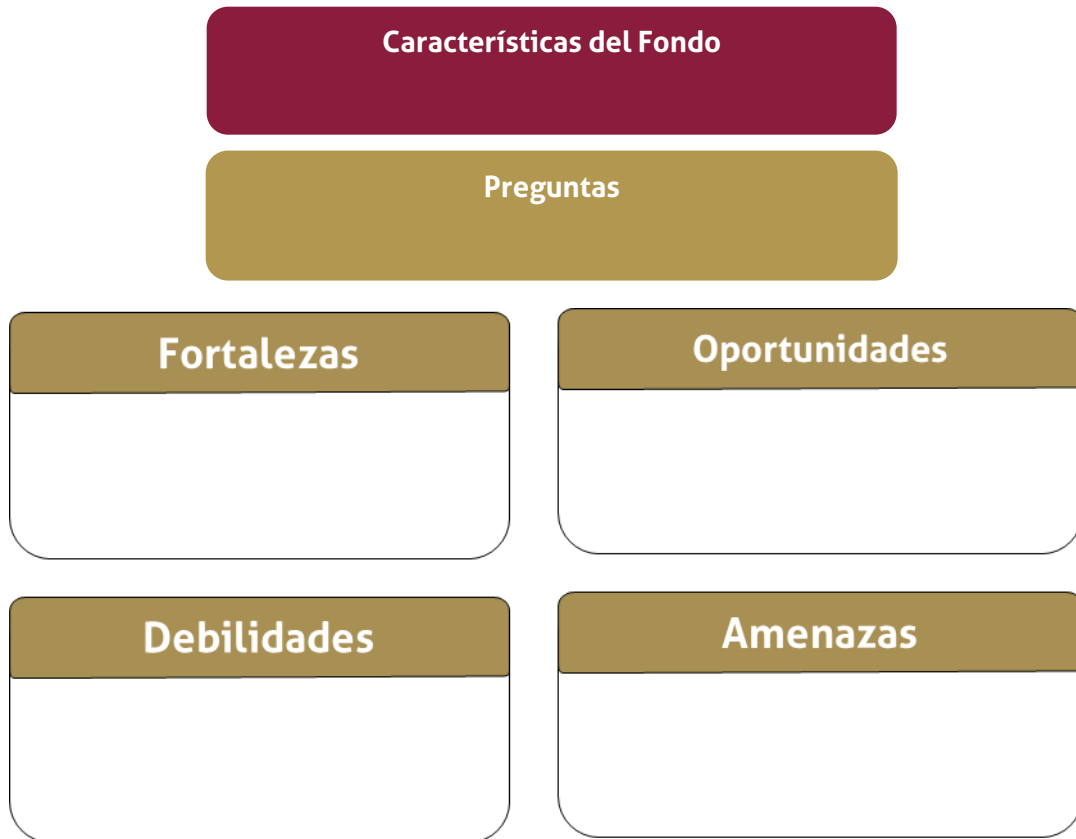 Características del Fondo
Preguntas
Fortalezas
Oportunidades
Debilidades
Amenazas